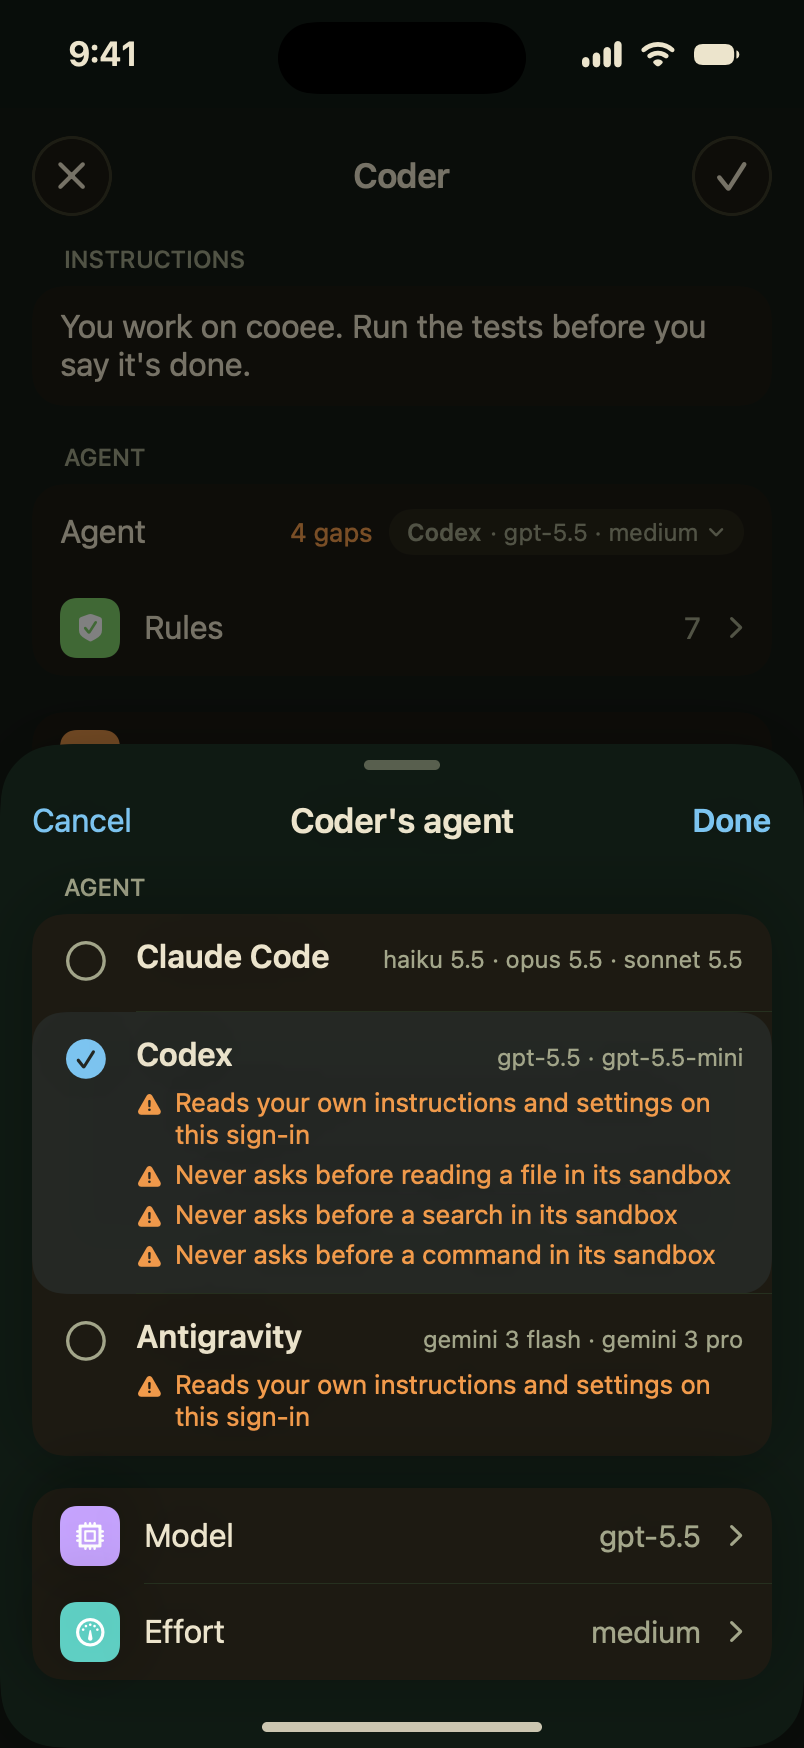 9:41
Coder
INSTRUCTIONS
You work on cooee. Run the tests before you
say it's done.
AGENT
Agent 4 gaps Codex · gpt-5.5 · medium
Rules 7
Cancel Coder's agent Done
AGENT
Claude Code haiku 5.5 · opus 5.5 · sonnet 5.5
Codex gpt-5.5 · gpt-5.5-mini
Reads your own instructions and settings on
this sign-in
Never asks before reading a file in its sandbox
Never asks before a search in its sandbox
Never asks before a command in its sandbox
Antigravity gemini 3 flash · gemini 3 pro
Reads your own instructions and settings on
this sign-in
Model gpt-5.5
Effort medium